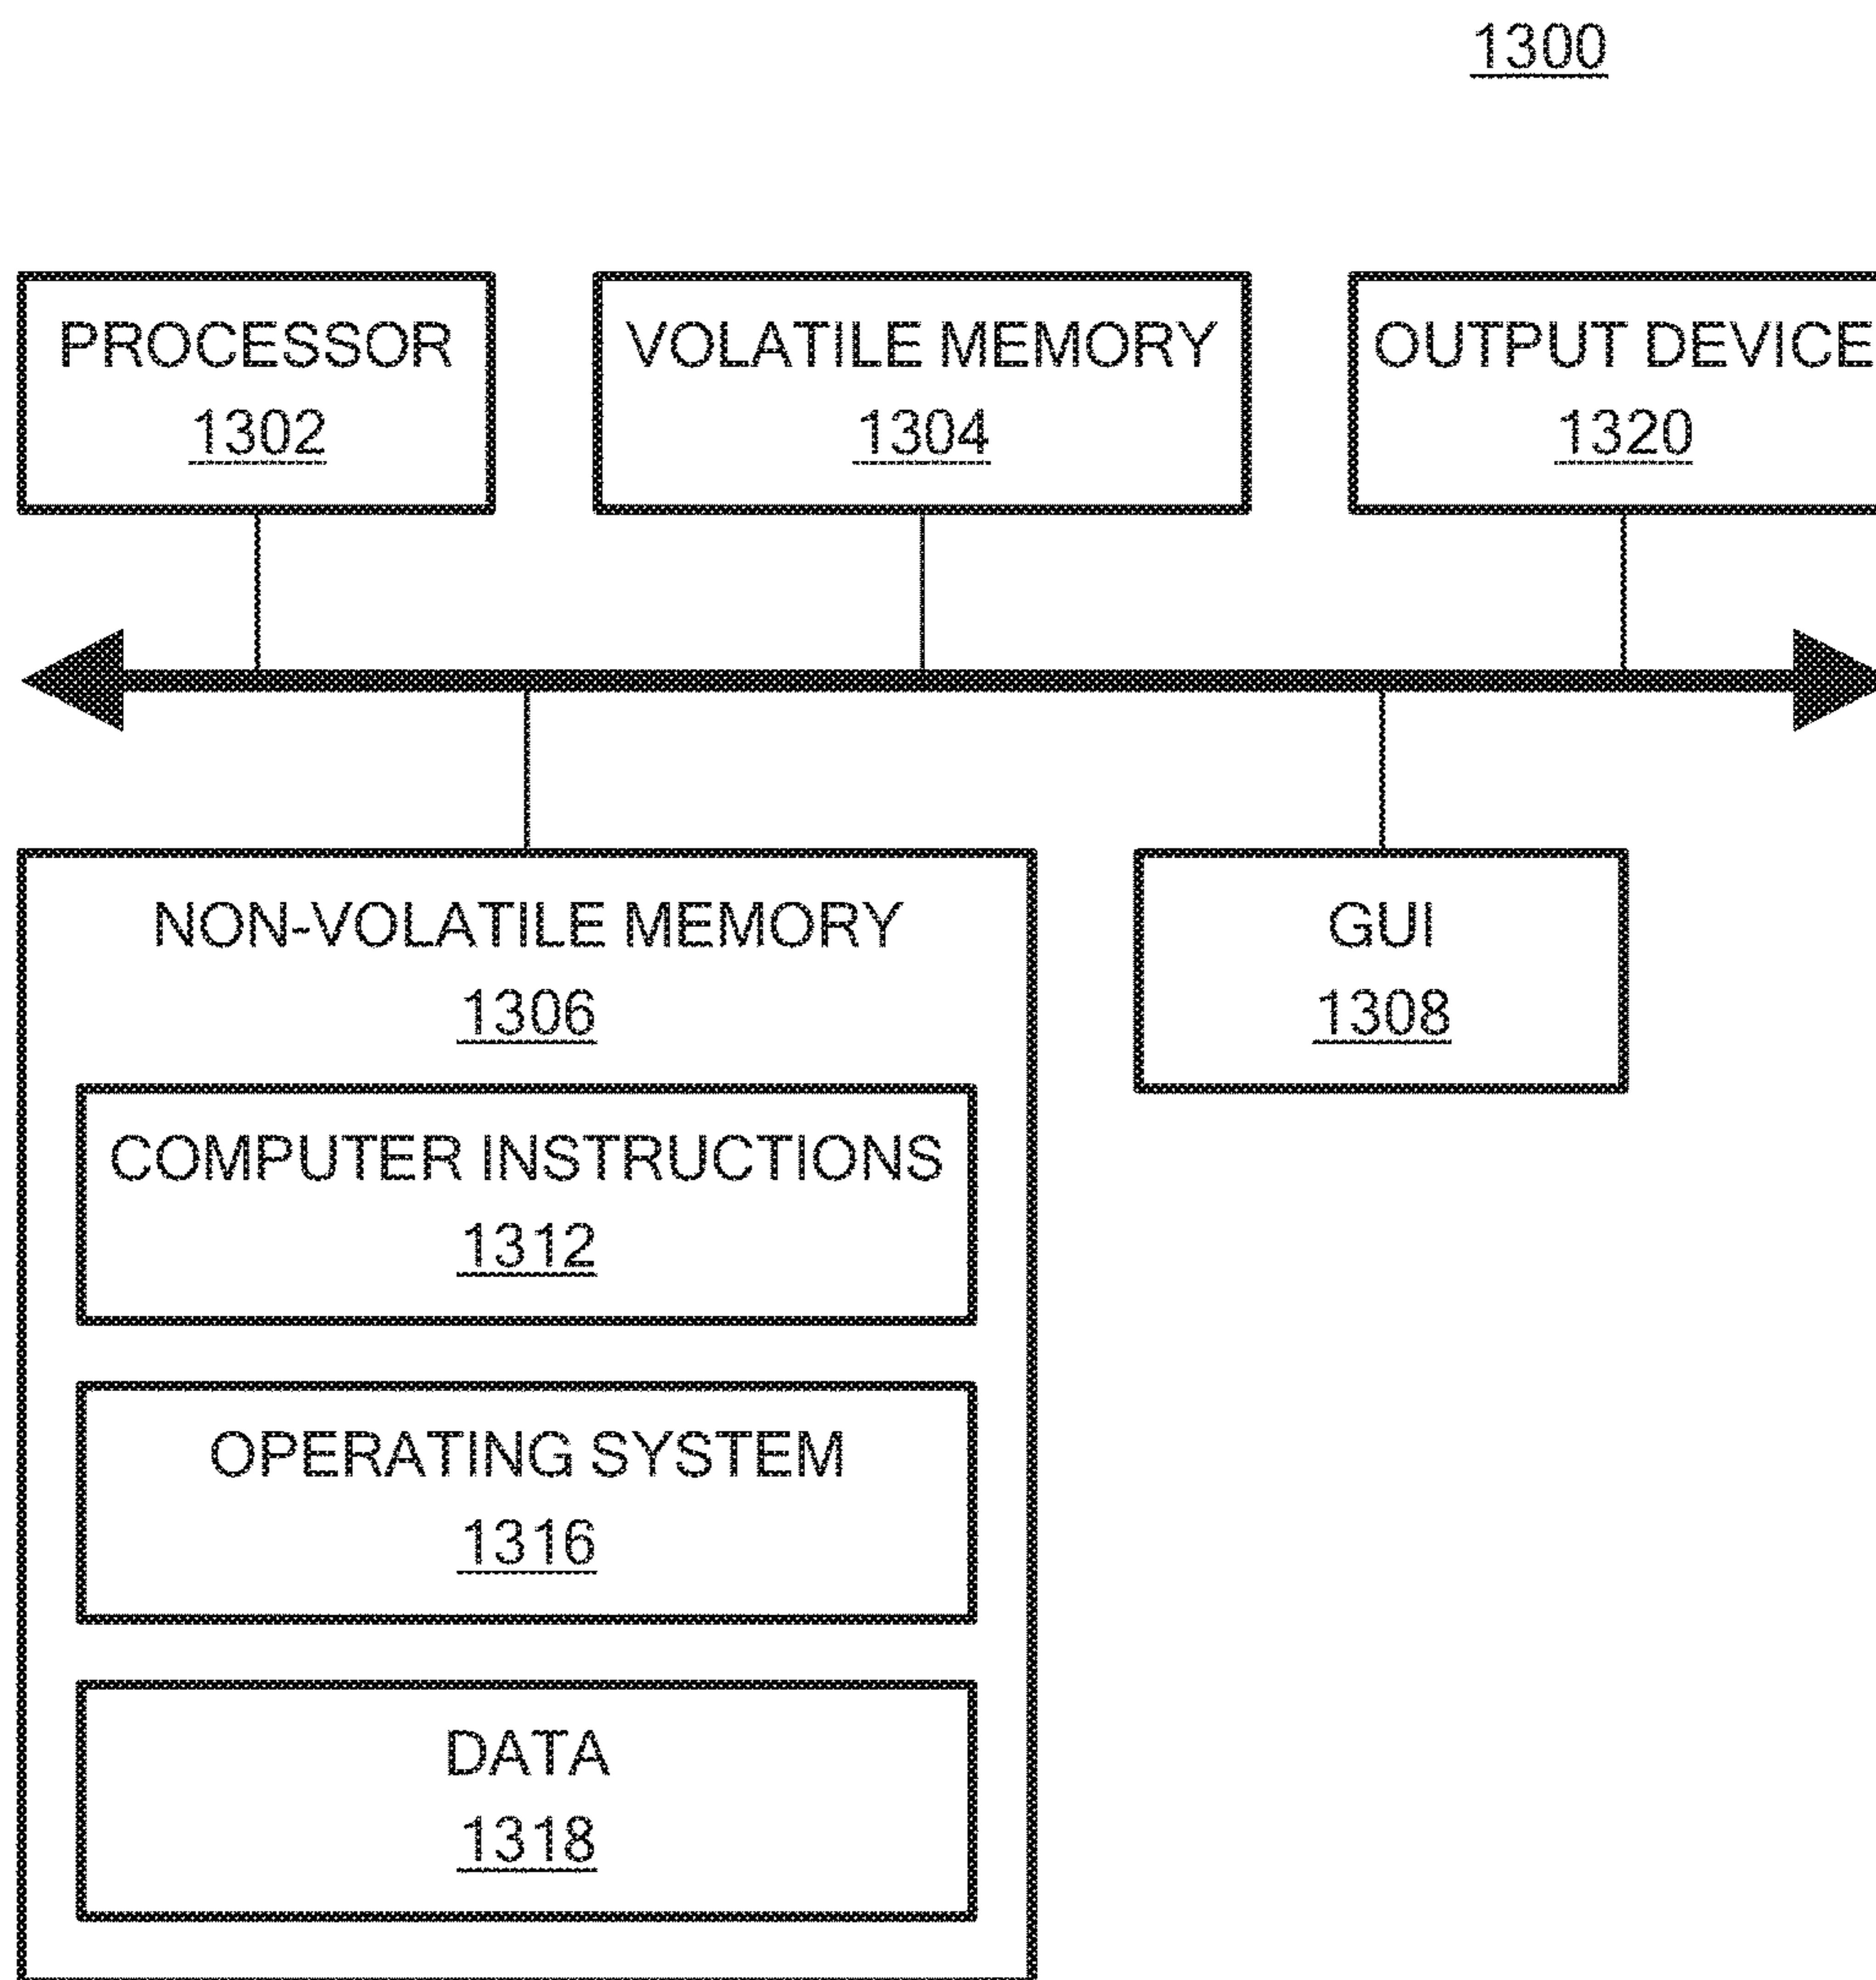 1300
PROCESSOR
1302
VOLATILE MEMORY
1304
OUTPUT DEVICE
1320
NON-VOLATILE MEMORY
1306
COMPUTER INSTRUCTIONS
1312
OPERATING SYSTEM
1316
DATA
1318
GUI
1308